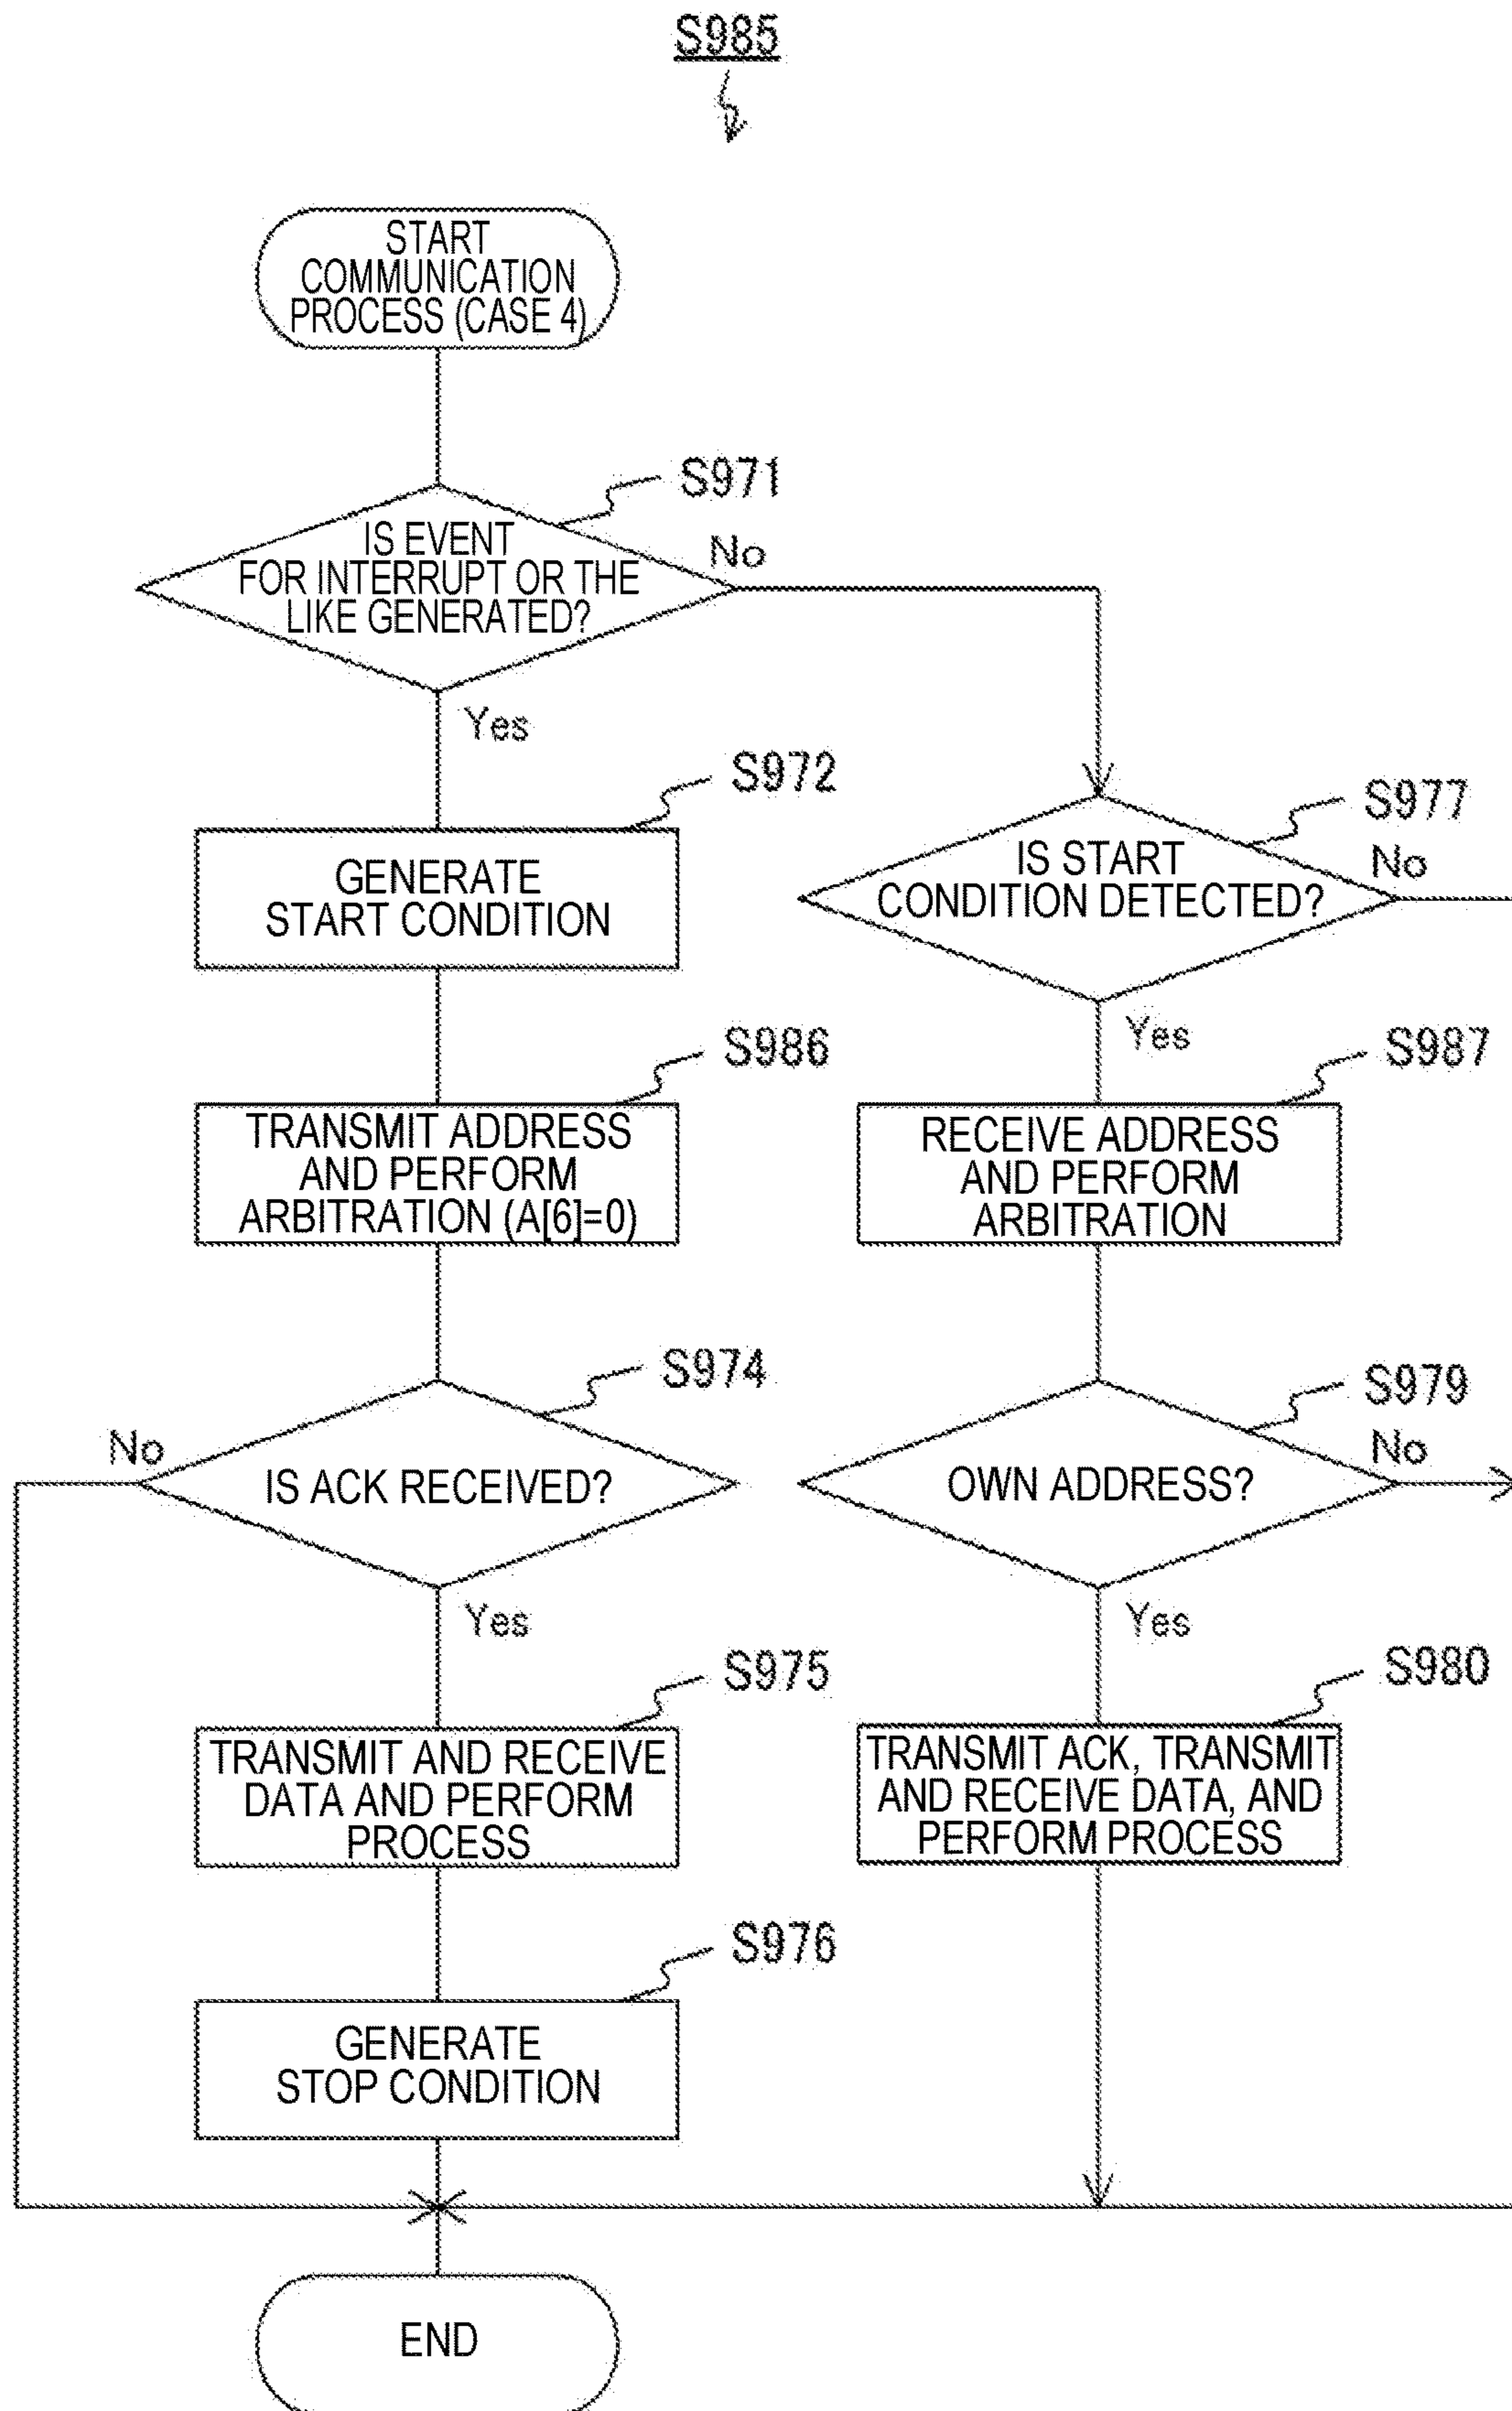 S985
START
COMMUNICATION
PROCESS (CASE 4)
S971
IS EVENT
FOR INTERRUPT OR THE
LIKE GENERATED?
No
Yes
S972
GENERATE
START CONDITION
S977
IS START
CONDITION DETECTED?
No
Yes
S986
TRANSMIT ADDRESS
AND PERFORM
ARBITRATION (A[6]=0)
S987
RECEIVE ADDRESS
AND PERFORM
ARBITRATION
S974
No
IS ACK RECEIVED?
Yes
S979
No
OWN ADDRESS?
Yes
S975
TRANSMIT AND RECEIVE
DATA AND PERFORM
PROCESS
S980
TRANSMIT ACK, TRANSMIT
AND RECEIVE DATA, AND
PERFORM PROCESS
S976
GENERATE
STOP CONDITION
END